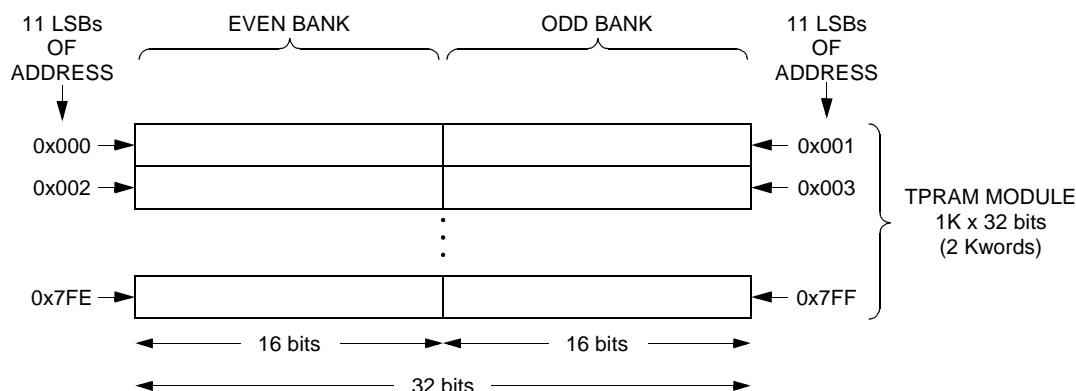 11 LSBs
OF
ADDRESS
EVEN BANK
ODD BANK
11 LSBs
OF
ADDRESS
0x000
0x001
0x002
0x003
TPRAM MODULE
1K x 32 bits
(2 Kwords)
0x7FE
0x7FF
16 bits
16 bits
32 bits